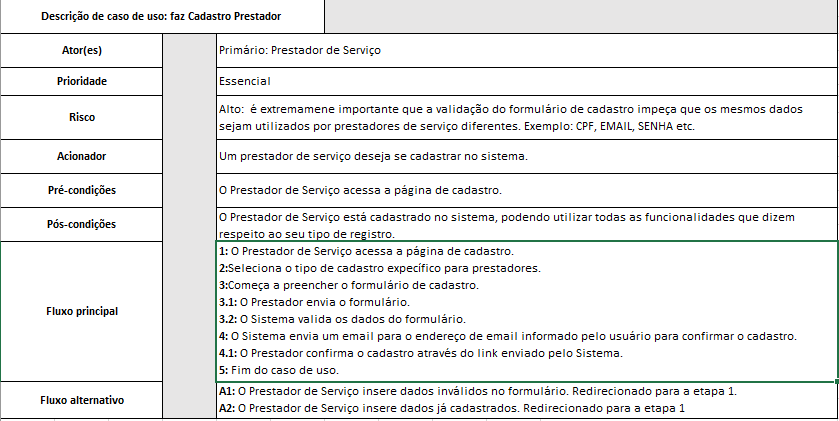 Descrição de caso de uso: faz Cadastro Prestador
Ator(es)
Primário: Prestador de Serviço
Prioridade
Essencial
Risco
Alto:  é extremamene importante que a validação do formulário de cadastro impeça que os mesmos dados
sejam utilizados por prestadores de serviço diferentes. Exemplo: CPF, EMAIL, SENHA etc.
Acionador
Um prestador de serviço deseja se cadastrar no sistema.
Pré-condições
O Prestador de Serviço acessa a página de cadastro.
Pós-condições
O Prestador de Serviço está cadastrado no sistema, podendo utilizar todas as funcionalidades que dizem
respeito ao seu tipo de registro.
Fluxo principal
1: O Prestador de Serviço acessa a página de cadastro.
2:Seleciona o tipo de cadastro expecífico para prestadores.
3:Começa a preencher o formulário de cadastro.
3.1: O Prestador envia o formulário.
3.2: O Sistema valida os dados do formulário.
4: O Sistema envia um email para o endereço de email informado pelo usuário para confirmar o cadastro.
4.1: O Prestador confirma o cadastro através do link enviado pelo Sistema.
5: Fim do caso de uso.
Fluxo alternativo
A1: O Prestador de Serviço insere dados inválidos no formulário. Redirecionado para a etapa 1.
A2: O Prestador de Serviço insere dados já cadastrados. Redirecionado para a etapa 1